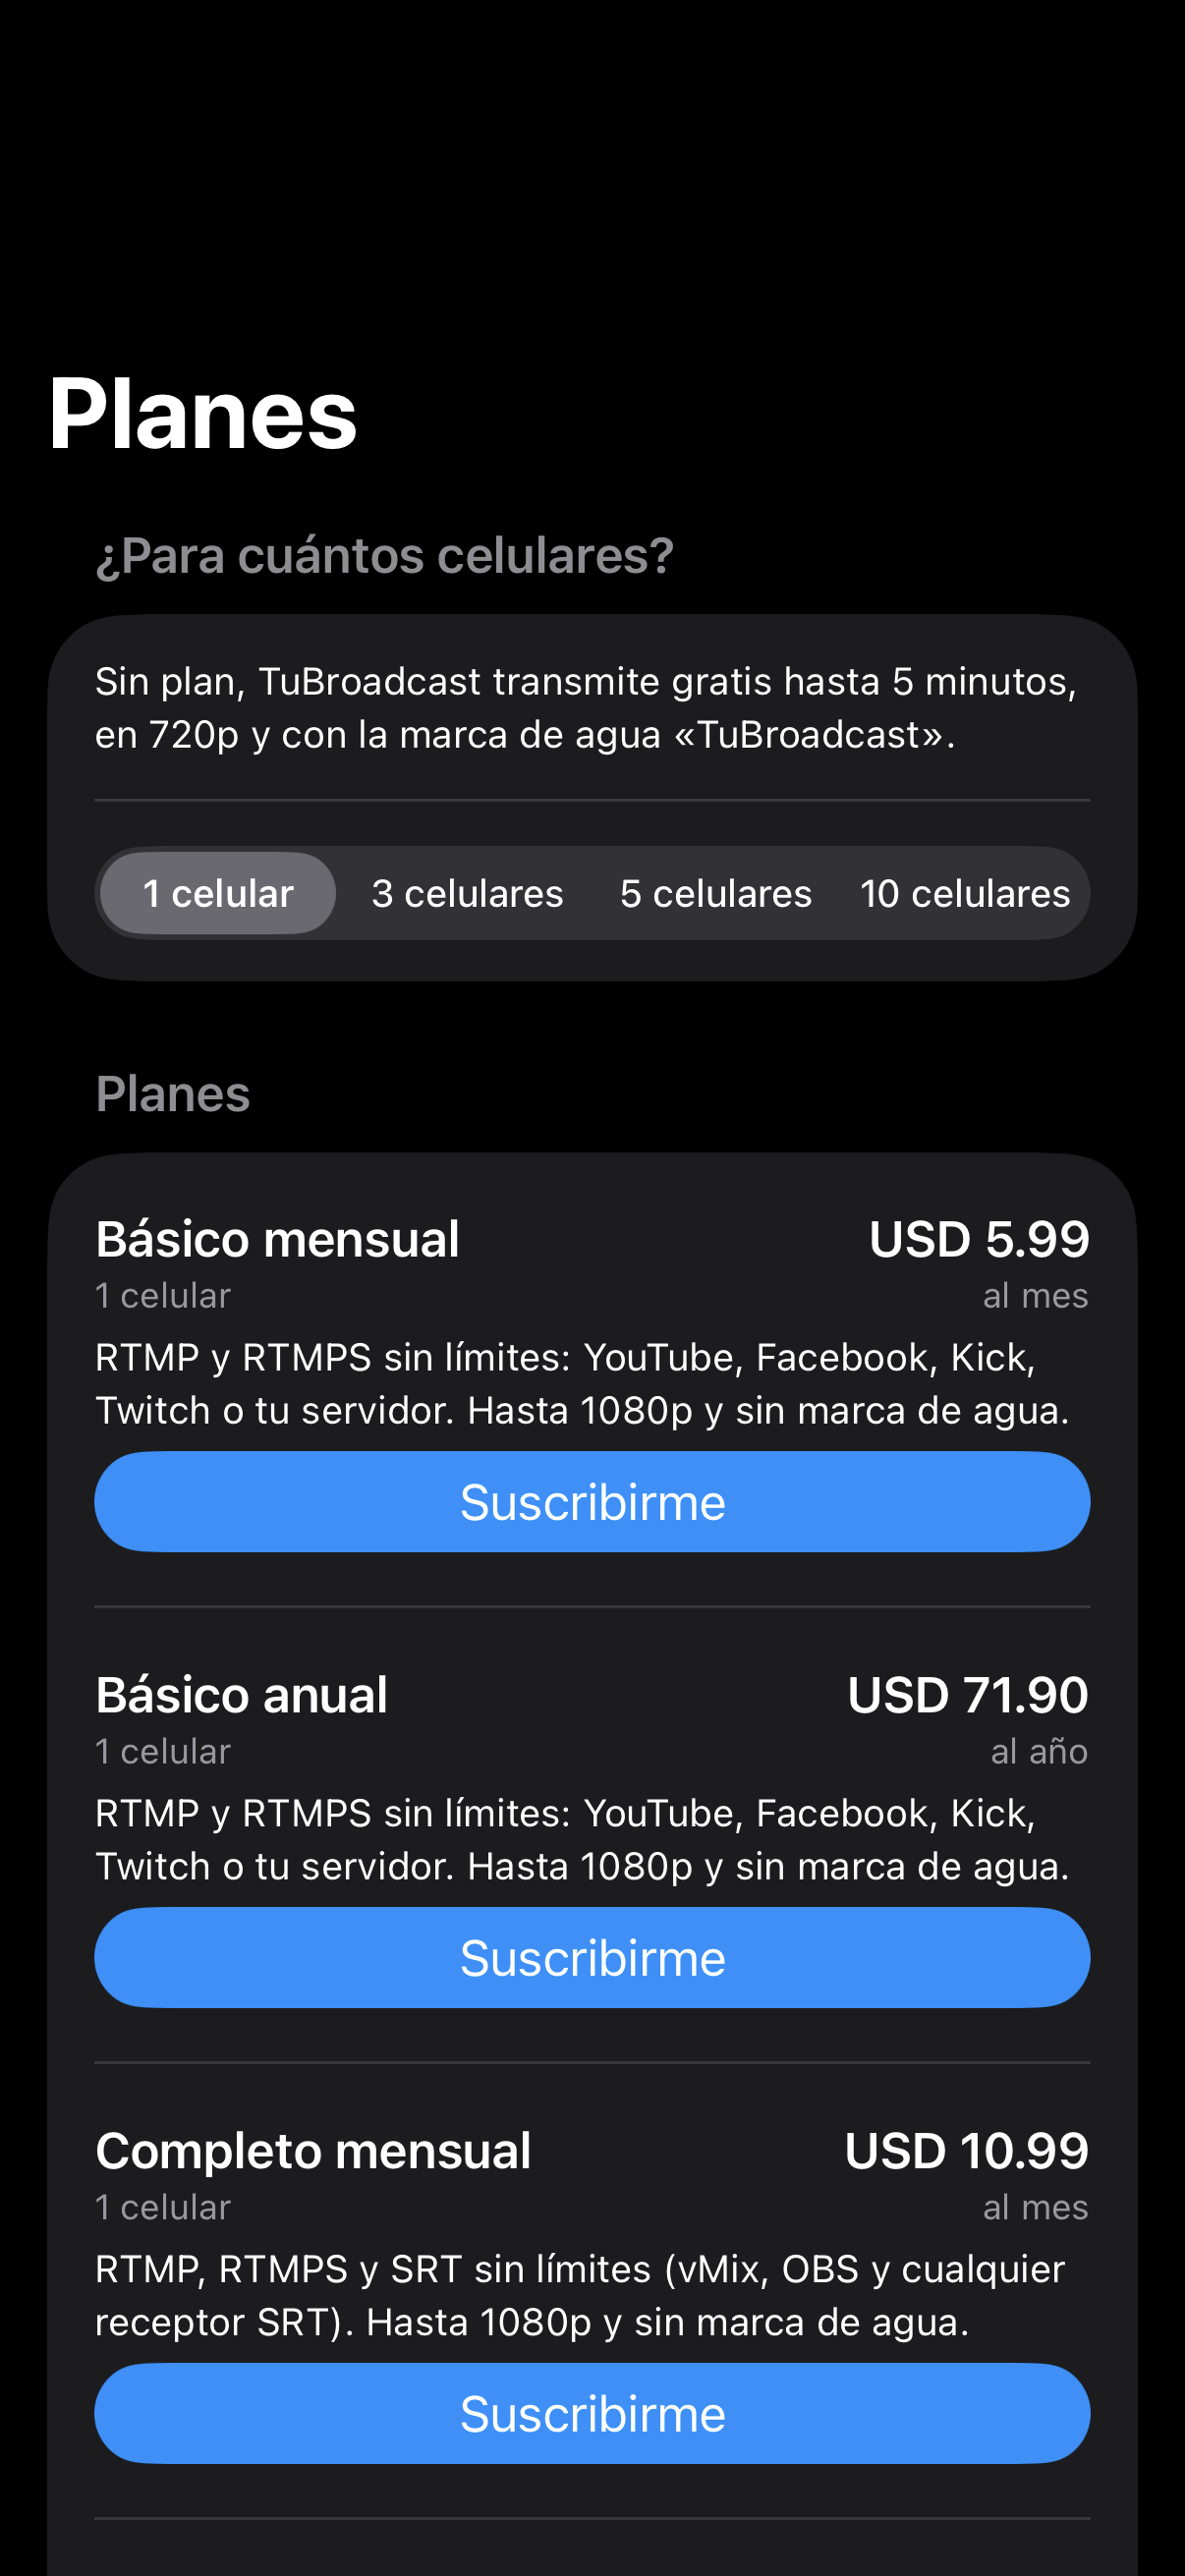 Planes
¿Para cuántos celulares?
Sin plan, TuBroadcast transmite gratis hasta 5 minutos,
en 720p y con la marca de agua «TuBroadcast».
1 celular 3 celulares 5 celulares 10 celulares
Planes
Básico mensual USD 5.99
1 celular al mes
RTMP y RTMPS sin límites: YouTube, Facebook, Kick,
Twitch o tu servidor. Hasta 1080p y sin marca de agua.
Suscribirme
Básico anual USD 71.90
1 celular al año
RTMP y RTMPS sin límites: YouTube, Facebook, Kick,
Twitch o tu servidor. Hasta 1080p y sin marca de agua.
Suscribirme
Completo mensual USD 10.99
1 celular al mes
RTMP, RTMPS y SRT sin límites (vMix, OBS y cualquier
receptor SRT). Hasta 1080p y sin marca de agua.
Suscribirme